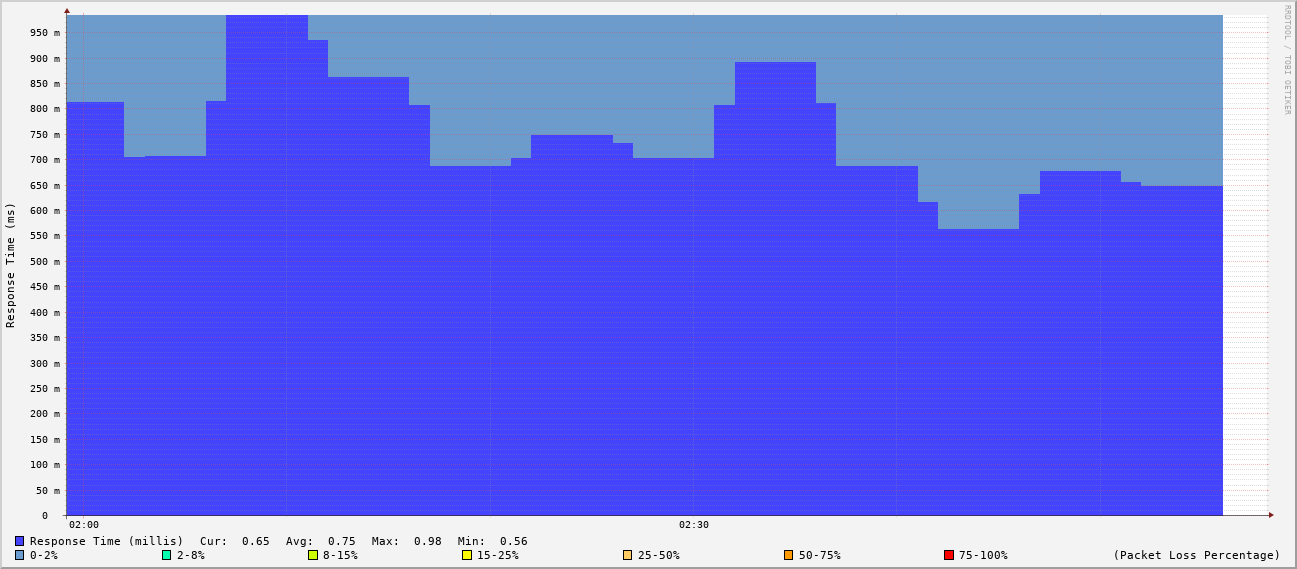 RRDTOOL / TOBI OETIKER
Response Time (ms)
950 m
900 m
850 m
800 m
750 m
700 m
650 m
600 m
550 m
500 m
450 m
400 m
350 m
300 m
250 m
200 m
150 m
100 m
50 m
0
02:00 02:30
Response Time (millis) Cur: 0.65 Avg: 0.75 Max: 0.98 Min: 0.56
0-2% 2-8% 8-15% 15-25% 25-50% 50-75% 75-100% (Packet Loss Percentage)